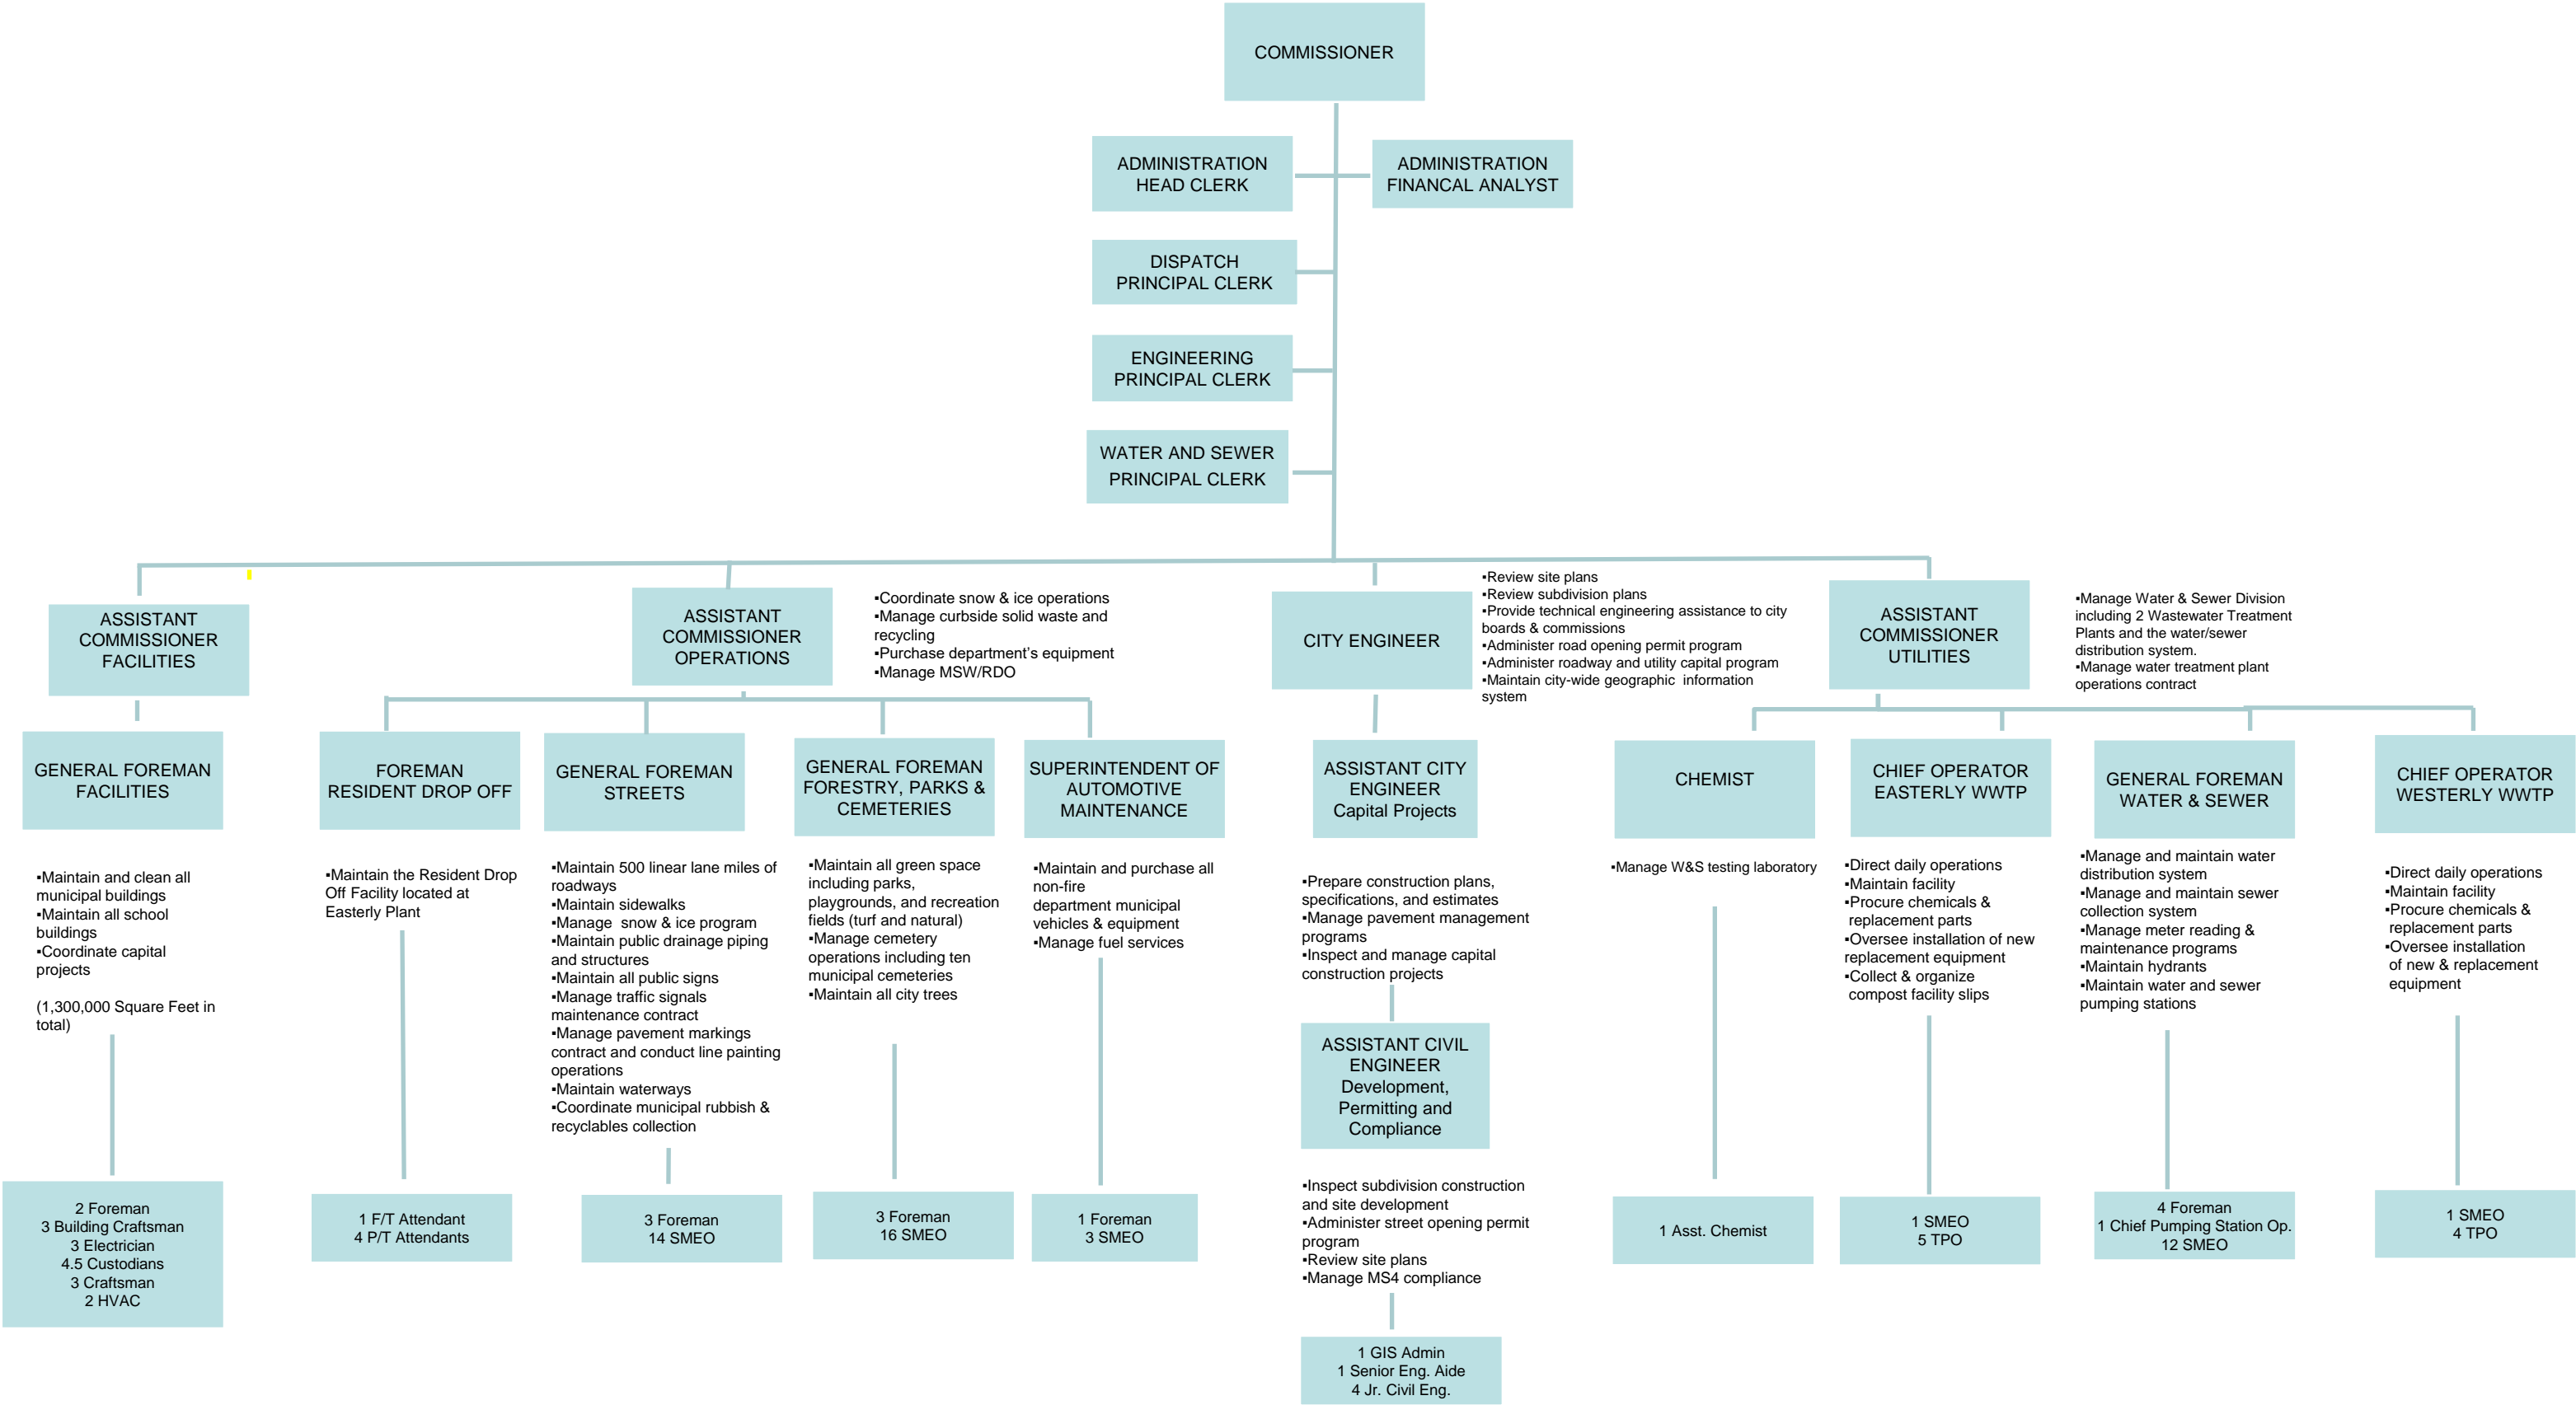 COMMISSIONER
ADMINISTRATION
HEAD CLERK
ADMINISTRATION
FINANCAL ANALYST
DISPATCH
PRINCIPAL CLERK
ENGINEERING
PRINCIPAL CLERK
WATER AND SEWER
PRINCIPAL CLERK
ASSISTANT
COMMISSIONER
FACILITIES
ASSISTANT
COMMISSIONER
OPERATIONS
▪Coordinate snow & ice operations
▪Manage curbside solid waste and
recycling
▪Purchase department's equipment
▪Manage MSW/RDO
CITY ENGINEER
▪Review site plans
▪Review subdivision plans
▪Provide technical engineering assistance to city
boards & commissions
▪Administer road opening permit program
▪Administer roadway and utility capital program
▪Maintain city-wide geographic information
system
ASSISTANT
COMMISSIONER
UTILITIES
▪Manage Water & Sewer Division
including 2 Wastewater Treatment
Plants and the water/sewer
distribution system.
▪Manage water treatment plant
operations contract
GENERAL FOREMAN
FACILITIES
FOREMAN
RESIDENT DROP OFF
GENERAL FOREMAN
STREETS
GENERAL FOREMAN
FORESTRY, PARKS &
CEMETERIES
SUPERINTENDENT OF
AUTOMOTIVE
MAINTENANCE
ASSISTANT CITY
ENGINEER
Capital Projects
CHEMIST
CHIEF OPERATOR
EASTERLY WWTP
GENERAL FOREMAN
WATER & SEWER
CHIEF OPERATOR
WESTERLY WWTP
▪Maintain and clean all
municipal buildings
▪Maintain all school
buildings
▪Coordinate capital
projects
(1,300,000 Square Feet in
total)
▪Maintain the Resident Drop
Off Facility located at
Easterly Plant
▪Maintain 500 linear lane miles of
roadways
▪Maintain sidewalks
▪Manage snow & ice program
▪Maintain public drainage piping
and structures
▪Maintain all public signs
▪Manage traffic signals
maintenance contract
▪Manage pavement markings
contract and conduct line painting
operations
▪Maintain waterways
▪Coordinate municipal rubbish &
recyclables collection
▪Maintain all green space
including parks,
playgrounds, and recreation
fields (turf and natural)
▪Manage cemetery
operations including ten
municipal cemeteries
▪Maintain all city trees
▪Maintain and purchase all
non-fire
department municipal
vehicles & equipment
▪Manage fuel services
▪Prepare construction plans,
specifications, and estimates
▪Manage pavement management
programs
▪Inspect and manage capital
construction projects
▪Manage W&S testing laboratory
▪Direct daily operations
▪Maintain facility
▪Procure chemicals &
replacement parts
▪Oversee installation of new
replacement equipment
▪Collect & organize
compost facility slips
▪Manage and maintain water
distribution system
▪Manage and maintain sewer
collection system
▪Manage meter reading &
maintenance programs
▪Maintain hydrants
▪Maintain water and sewer
pumping stations
▪Direct daily operations
▪Maintain facility
▪Procure chemicals &
replacement parts
▪Oversee installation
of new & replacement
equipment
ASSISTANT CIVIL
ENGINEER
Development,
Permitting and
Compliance
▪Inspect subdivision construction
and site development
▪Administer street opening permit
program
▪Review site plans
▪Manage MS4 compliance
2 Foreman
3 Building Craftsman
3 Electrician
4.5 Custodians
3 Craftsman
2 HVAC
1 F/T Attendant
4 P/T Attendants
3 Foreman
14 SMEO
3 Foreman
16 SMEO
1 Foreman
3 SMEO
1 Asst. Chemist
1 SMEO
5 TPO
4 Foreman
1 Chief Pumping Station Op.
12 SMEO
1 SMEO
4 TPO
1 GIS Admin
1 Senior Eng. Aide
4 Jr. Civil Eng.